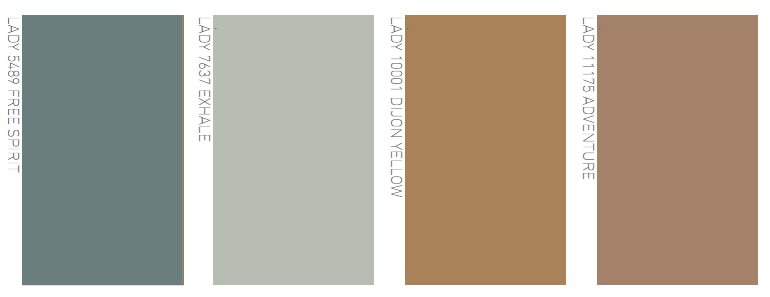 LADY 5489 FREE SPIRIT
LADY 7637 EXHALE
LADY 10001 DIJON YELLOW
LADY 11175 ADVENTURE